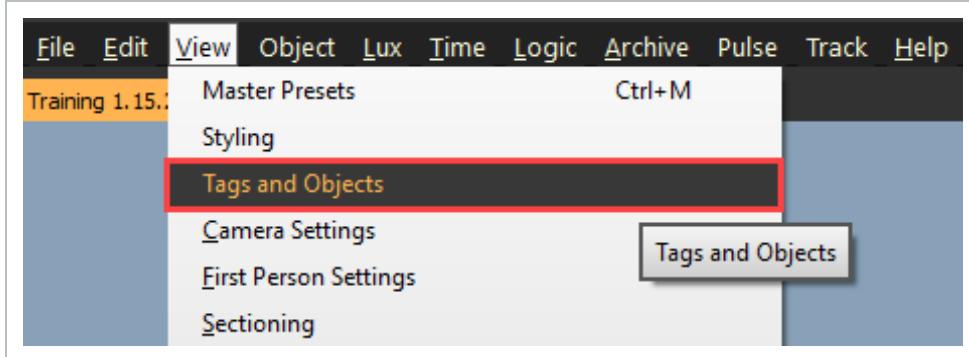 File Edit View Object Lux Time Logic Archive Pulse Track Help
Training 1.15.
Master Presets Ctrl+M
Styling
Tags and Objects
Camera Settings
Tags and Objects
First Person Settings
Sectioning